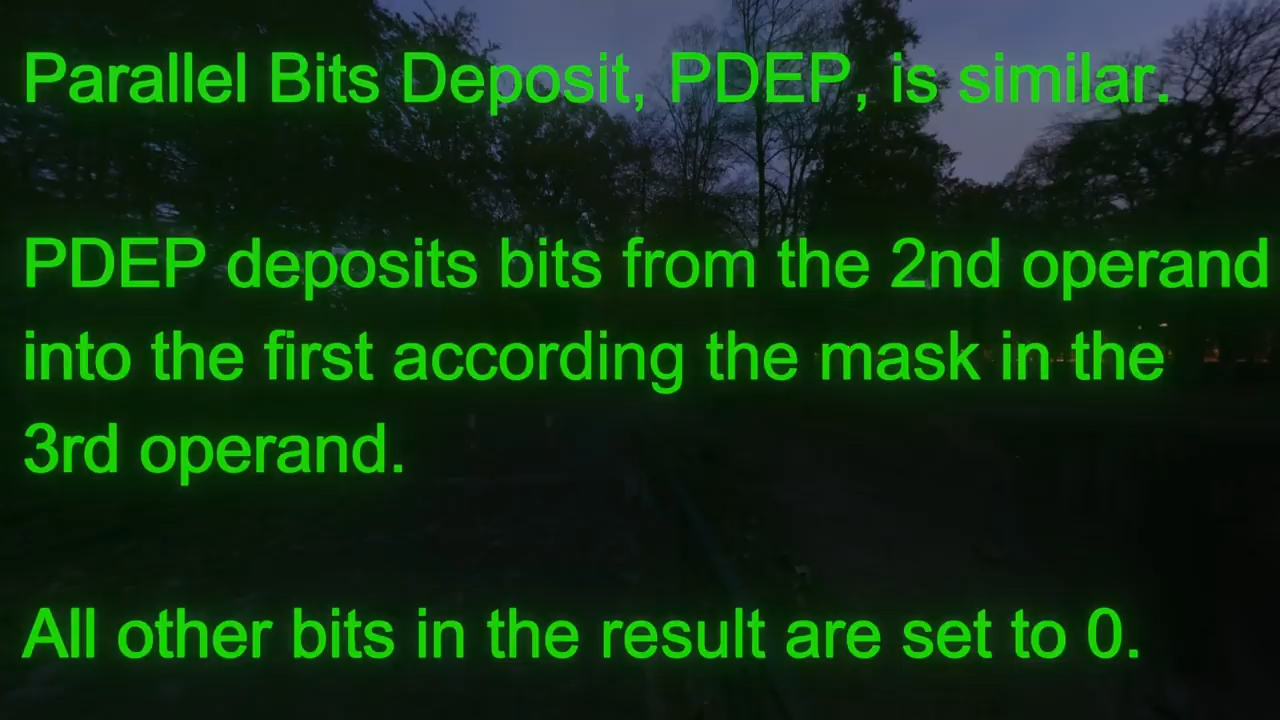 Parallel Bits Deposit, PDEP, is similar.
PDEP deposits bits from the 2nd operand
into the first according the mask in the
3rd operand.
All other bits in the result are set to 0.